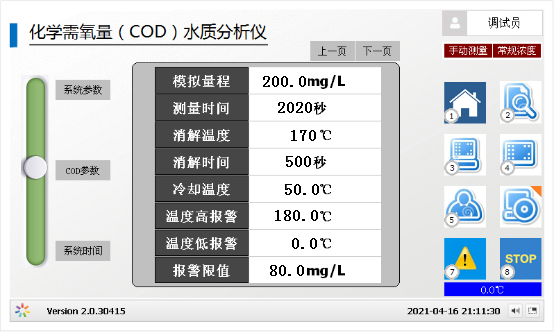 化学需氧量（COD）水质分析仪
调试员
上一页 下一页
手动测量 常规浓度
系统参数
COD参数
系统时间
模拟量程 200.0mg/L
测量时间 2020秒
消解温度 170℃
消解时间 500秒
冷却温度 50.0℃
温度高报警 180.0℃
温度低报警 0.0℃
报警限值 80.0mg/L
1
2
3
4
5
7
STOP
8
0.0℃
Version 2.0.30415
2021-04-16 21:11:30